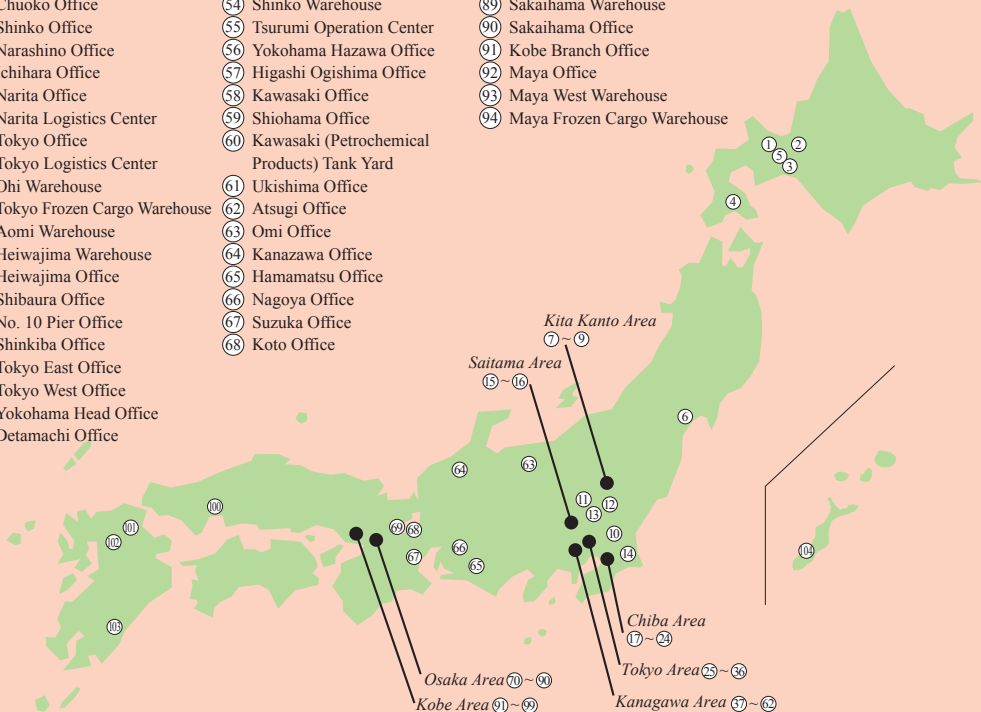 Chuoko Office
Shinko Office
Narashino Office
Ichihara Office
Narita Office
Narita Logistics Center
Tokyo Office
Tokyo Logistics Center
Ohi Warehouse
Tokyo Frozen Cargo Warehouse
Aomi Warehouse
Heiwajima Warehouse
Heiwajima Office
Shibaura Office
No. 10 Pier Office
Shinkiba Office
Tokyo East Office
Tokyo West Office
Yokohama Head Office
Detamachi Office
54 Shinko Warehouse
55 Tsurumi Operation Center
56 Yokohama Hazawa Office
57 Higashi Ogishima Office
58 Kawasaki Office
59 Shiohama Office
60 Kawasaki (Petrochemical
Products) Tank Yard
61 Ukishima Office
62 Atsugi Office
63 Omi Office
64 Kanazawa Office
65 Hamamatsu Office
66 Nagoya Office
67 Suzuka Office
68 Koto Office
89 Sakaihama Warehouse
90 Sakaihama Office
91 Kobe Branch Office
92 Maya Office
93 Maya West Warehouse
94 Maya Frozen Cargo Warehouse
1
2
5
3
4
Kita Kanto Area
7~9
Saitama Area
15~16
6
64
63
11
12
13
10
14
100
101
102
103
69
68
67
66
65
104
Chiba Area
17~24
Tokyo Area 25~36
Kanagawa Area 37~62
Osaka Area 70~90
Kobe Area 91~99